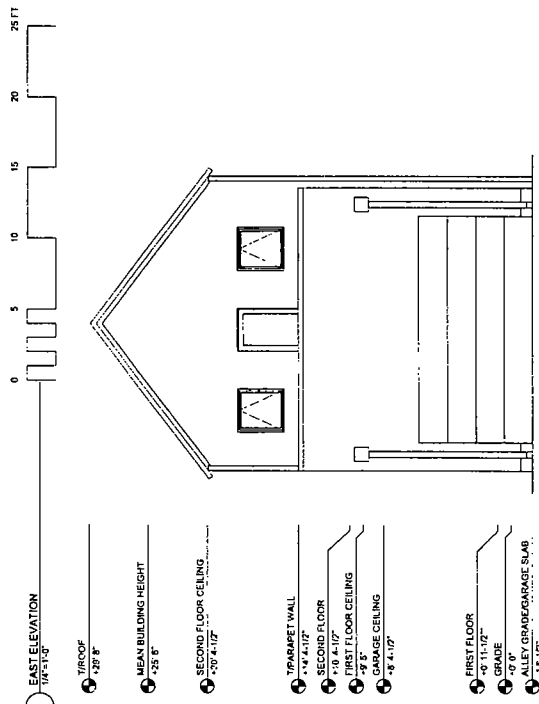 25 FT
20
15
10
5
0
EAST ELEVATION
1/4"=1'-0"
T/ROOF
MEAN BUILDING HEIGHT
+25' 6"
SECOND FLOOR CEILING
+20' 4-1/2"
T/PARAPET WALL
+14' 4-1/2"
SECOND FLOOR
+10' 4-1/2"
FIRST FLOOR CEILING
+9' 5"
GARAGE CEILING
+8' 4-1/2"
FIRST FLOOR
+0' 11-1/2"
GRADE
+0' 0"
ALLEY GRADE/GARAGE SLAB